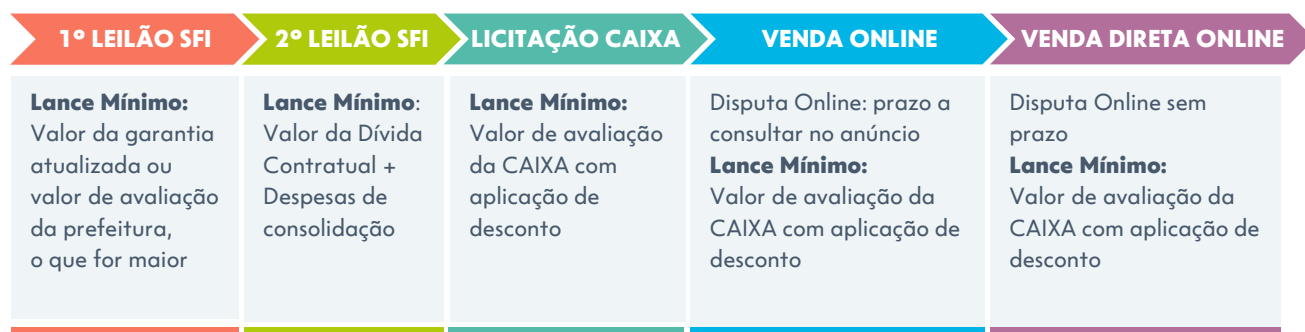 1º LEILÃO SFI
2º LEILÃO SFI
LICITAÇÃO CAIXA
VENDA ONLINE
VENDA DIRETA ONLINE
Lance Mínimo:
Valor da garantia
atualizada ou
valor de avaliação
da prefeitura,
o que for maior
Lance Mínimo:
Valor da Dívida
Contratual +
Despesas de
consolidação
Lance Mínimo:
Valor de avaliação
da CAIXA com
aplicação de
desconto
Disputa Online: prazo a
consultar no anúncio
Lance Mínimo:
Valor de avaliação da
CAIXA com aplicação de
desconto
Disputa Online sem
prazo
Lance Mínimo:
Valor de avaliação da
CAIXA com aplicação de
desconto